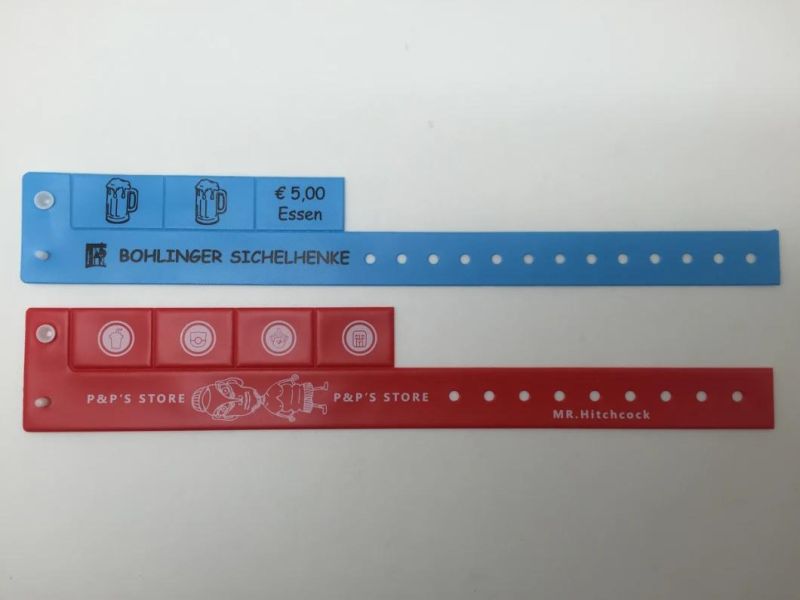 € 5,00
Essen
BOHLINGER SICHELHENKE
P&P'S STORE
P&P'S STORE
MR.Hitchcock